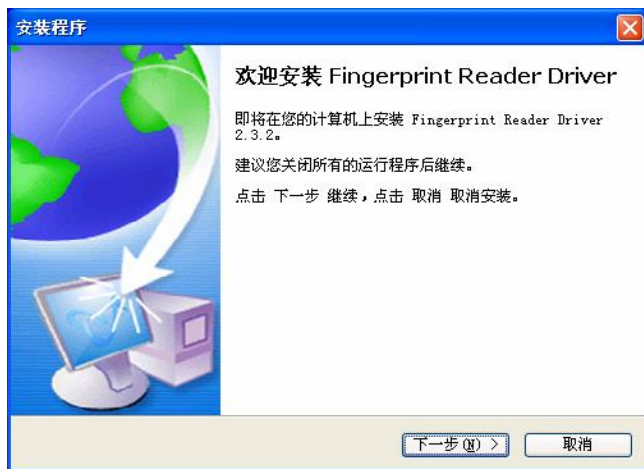 安装程序
欢迎安装 Fingerprint Reader Driver
即将在您的计算机上安装 Fingerprint Reader Driver
2.3.2。
建议您关闭所有的运行程序后继续。
点击 下一步 继续，点击 取消 取消安装。
下一步(N) >
取消